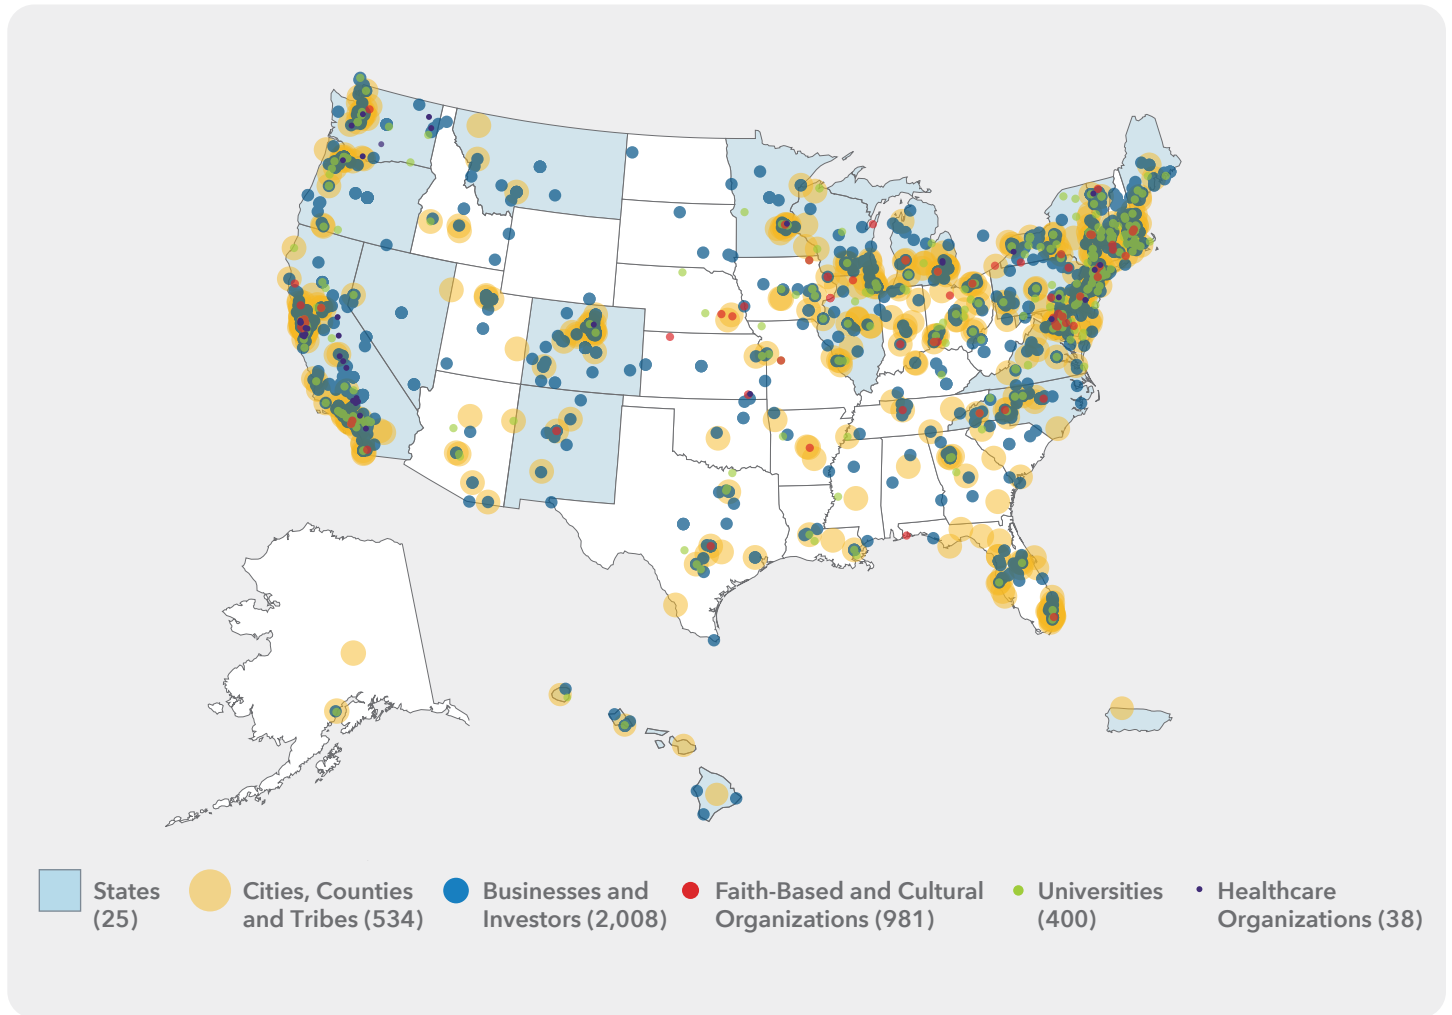 States
(25)
Cities, Counties
and Tribes (534)
Businesses and
Investors (2,008)
Faith-Based and Cultural
Organizations (981)
Universities
(400)
Healthcare
Organizations (38)